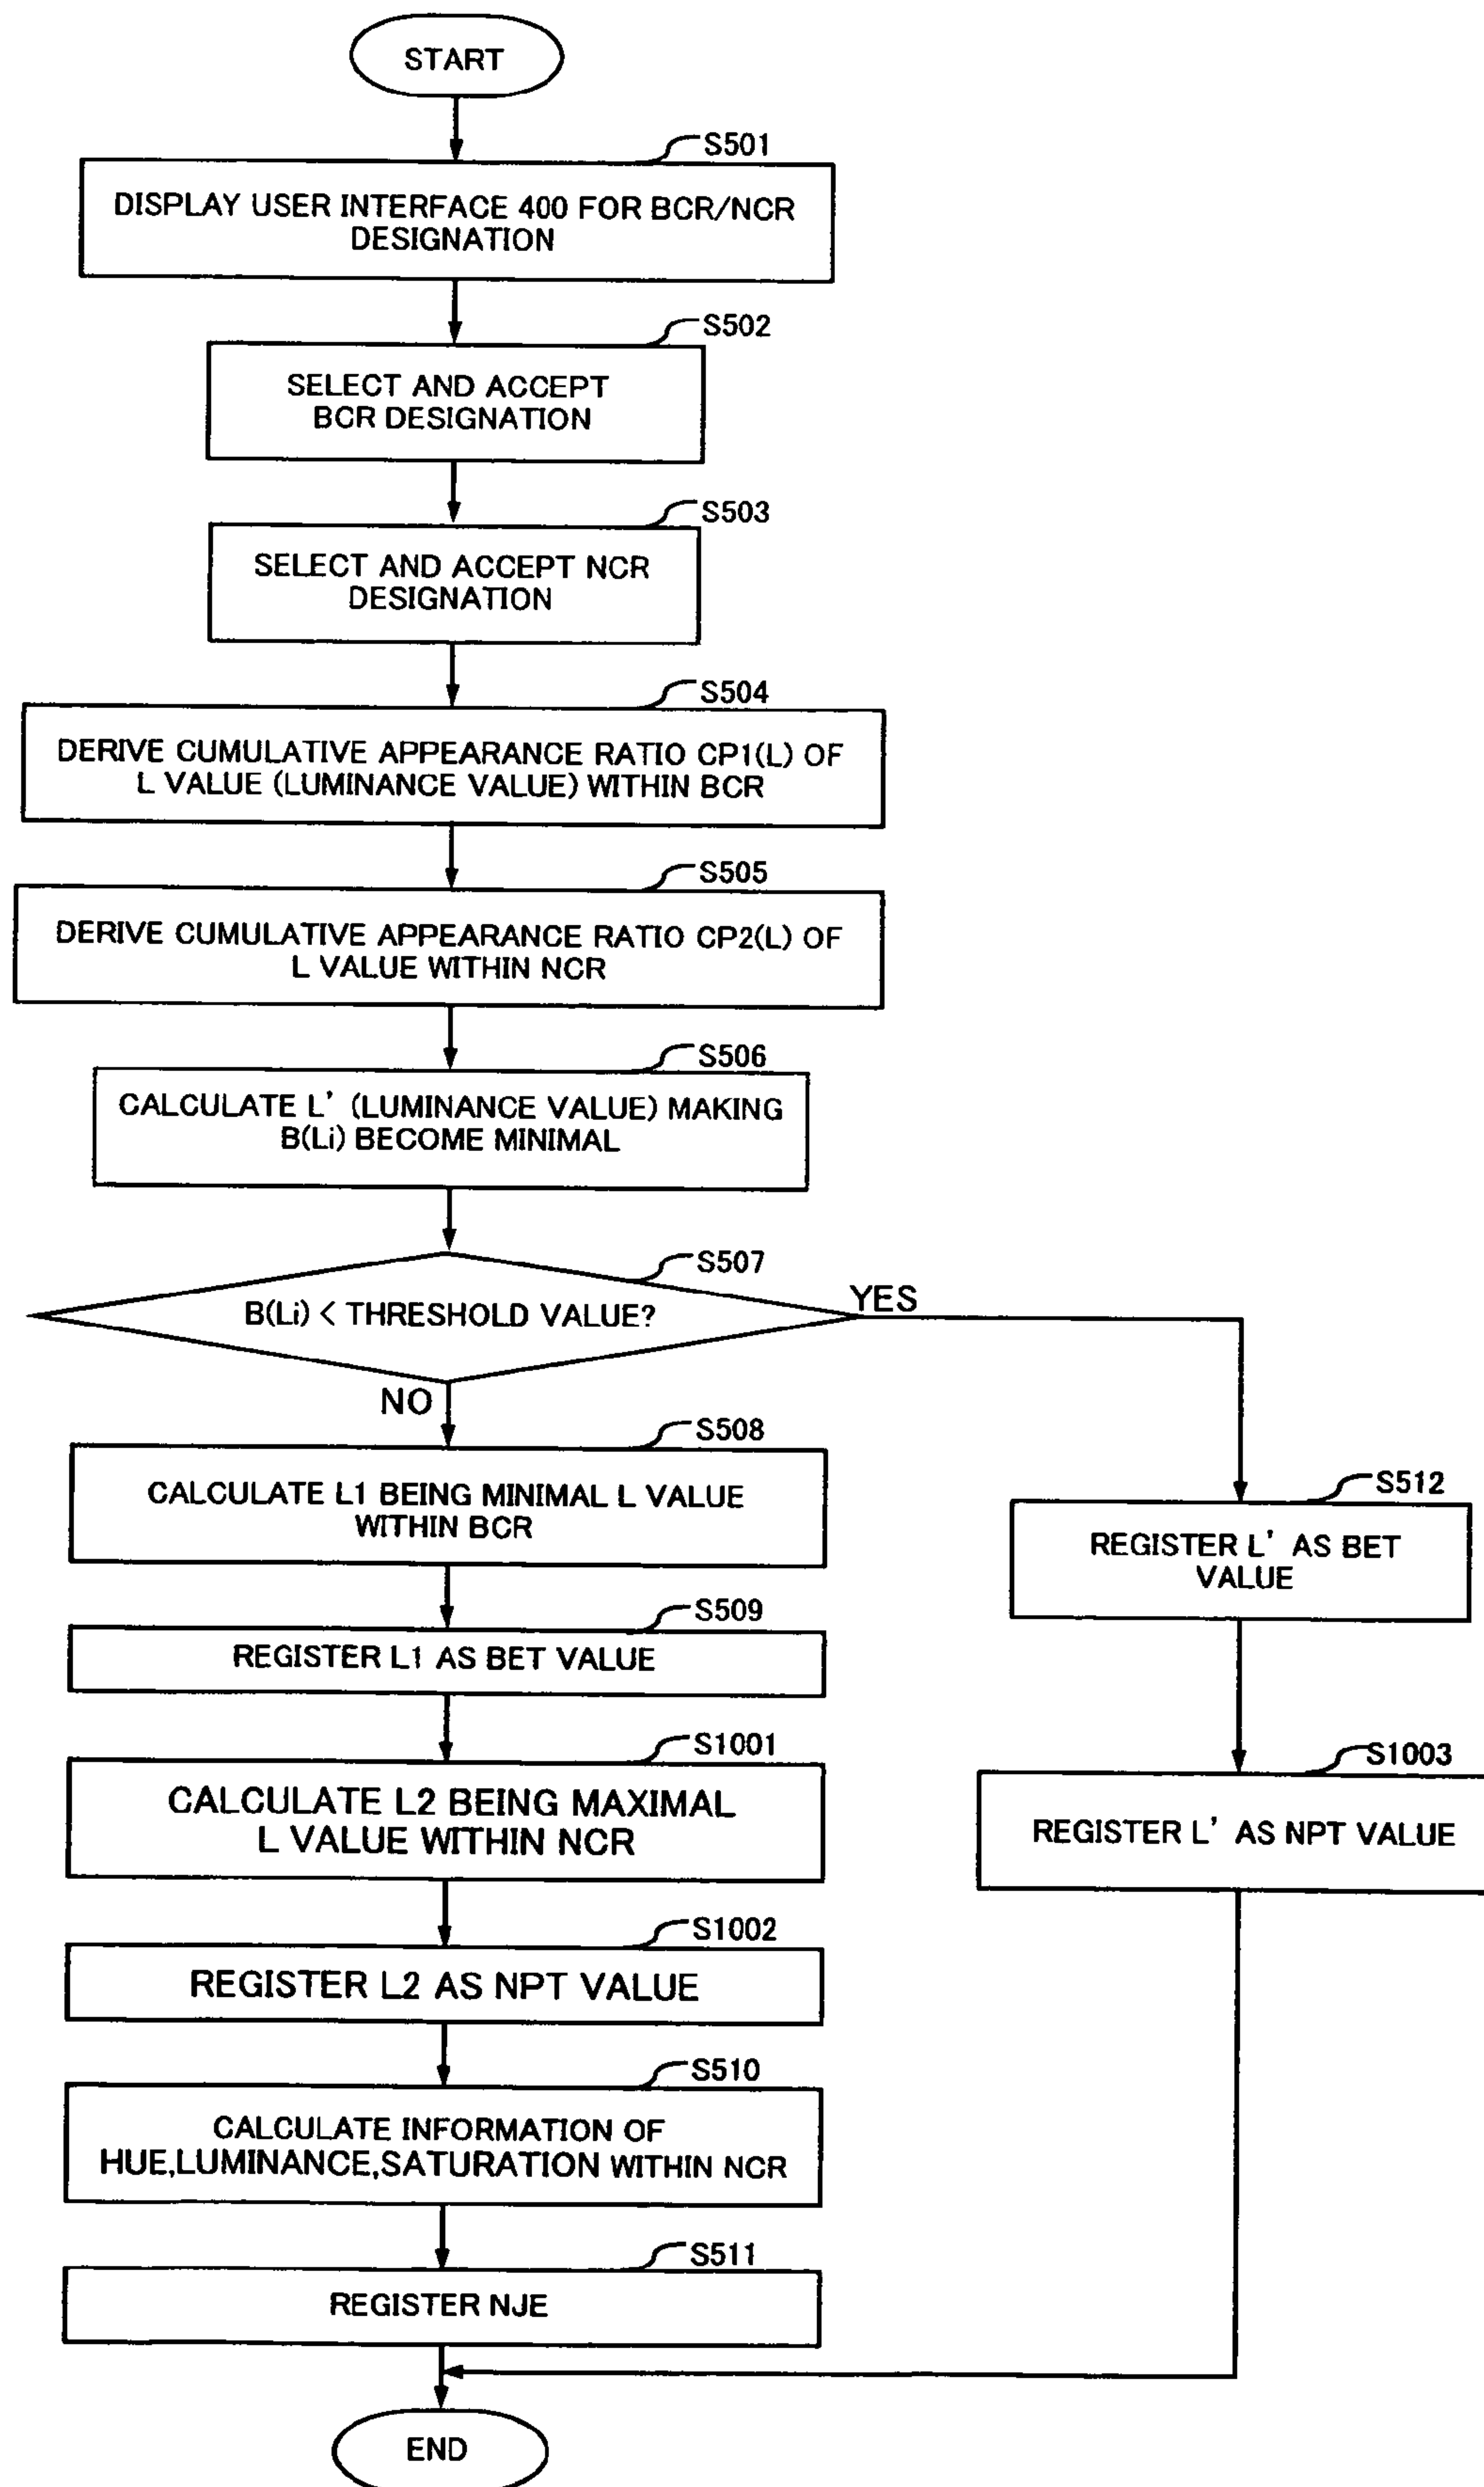 START
S501
DISPLAY USER INTERFACE 400 FOR BCR/NCR
DESIGNATION
S502
SELECT AND ACCEPT
BCR DESIGNATION
S503
SELECT AND ACCEPT NCR
DESIGNATION
S504
DERIVE CUMULATIVE APPEARANCE RATIO CP1(L) OF
L VALUE (LUMINANCE VALUE) WITHIN BCR
S505
DERIVE CUMULATIVE APPEARANCE RATIO CP2(L) OF
L VALUE WITHIN NCR
S506
CALCULATE L' (LUMINANCE VALUE) MAKING
B(Li) BECOME MINIMAL
S507
B(Li) < THRESHOLD VALUE?
YES
NO
S508
CALCULATE L1 BEING MINIMAL L VALUE
WITHIN BCR
S509
REGISTER L1 AS BET VALUE
S1001
CALCULATE L2 BEING MAXIMAL
L VALUE WITHIN NCR
S1002
REGISTER L2 AS NPT VALUE
S510
CALCULATE INFORMATION OF
HUE,LUMINANCE,SATURATION WITHIN NCR
S511
REGISTER NJE
S512
REGISTER L' AS BET
VALUE
S1003
REGISTER L' AS NPT VALUE
END